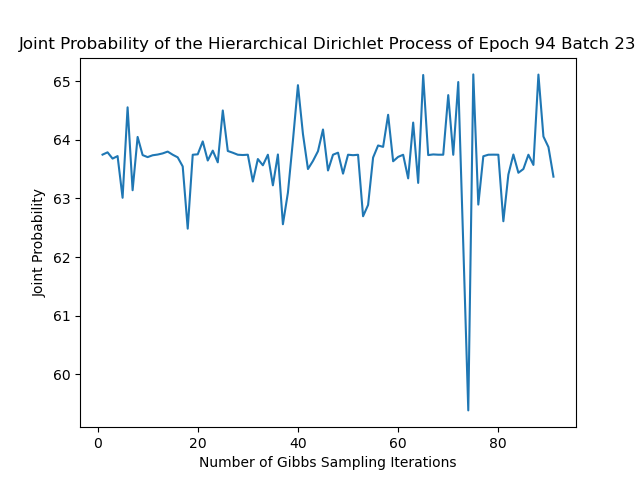 Joint Probability of the Hierarchical Dirichlet Process of Epoch 94 Batch 23
65
64
63
62
61
60
Joint Probability
0 20 40 60 80
Number of Gibbs Sampling Iterations